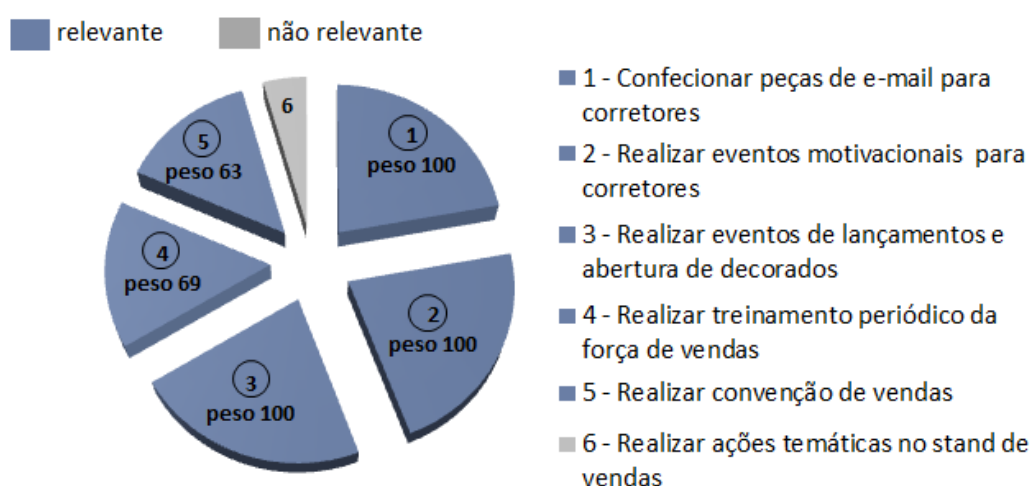 relevante
não relevante
6
1
peso 100
5
peso 63
4
peso 69
2
peso 100
3
peso 100
1 - Confecionar peças de e-mail para
corretores
2 - Realizar eventos motivacionais para
corretores
3 - Realizar eventos de lançamentos e
abertura de decorados
4 - Realizar treinamento periódico da
força de vendas
5 - Realizar convenção de vendas
6 - Realizar ações temáticas no stand de
vendas